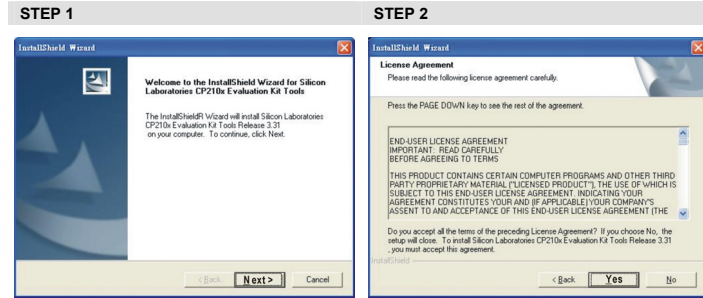 STEP 1
InstallShield Wizard
Welcome to the InstallShield Wizard for Silicon
Laboratories CP210x Evaluation Kit Tools
The InstallShieldR Wizard will install Silicon Laboratories
CP210x Evaluation Kit Tools Release 3.31
on your computer. To continue, click Next.
< Back
Next >
Cancel
STEP 2
InstallShield Wizard
License Agreement
Please read the following license agreement carefully.
Press the PAGE DOWN key to see the rest of the agreement.
END-USER LICENSE AGREEMENT
IMPORTANT: READ CAREFULLY
BEFORE AGREEING TO TERMS
THIS PRODUCT CONTAINS CERTAIN COMPUTER PROGRAMS AND OTHER THIRD
PARTY PROPRIETARY MATERIAL ("LICENSED PRODUCT"), THE USE OF WHICH IS
SUBJECT TO THIS END-USER LICENSE AGREEMENT. INDICATING YOUR
AGREEMENT CONSTITUTES YOUR AND (IF APPLICABLE) YOUR COMPANY'S
ASSENT TO AND ACCEPTANCE OF THIS END-USER LICENSE AGREEMENT (THE
Do you accept all the terms of the preceding License Agreement? If you choose No, the
setup will close. To install Silicon Laboratories CP210x Evaluation Kit Tools Release 3.31
, you must accept this agreement.
InstallShield
< Back
Yes
No